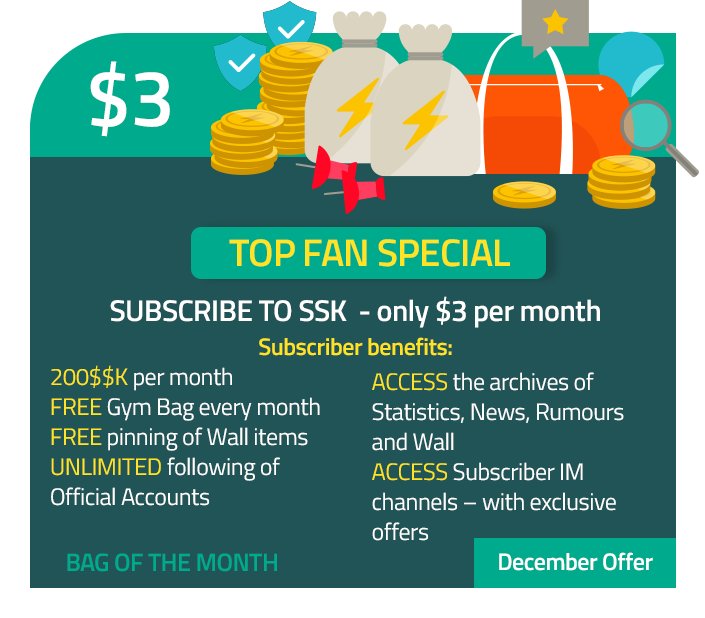 $3
TOP FAN SPECIAL
SUBSCRIBE TO SSK - only $3 per month
Subscriber benefits:
200$$K per month
FREE Gym Bag every month
FREE pinning of Wall items
UNLIMITED following of
Official Accounts
ACCESS the archives of
Statistics, News, Rumours
and Wall
ACCESS Subscriber IM
channels – with exclusive
offers
BAG OF THE MONTH
December Offer